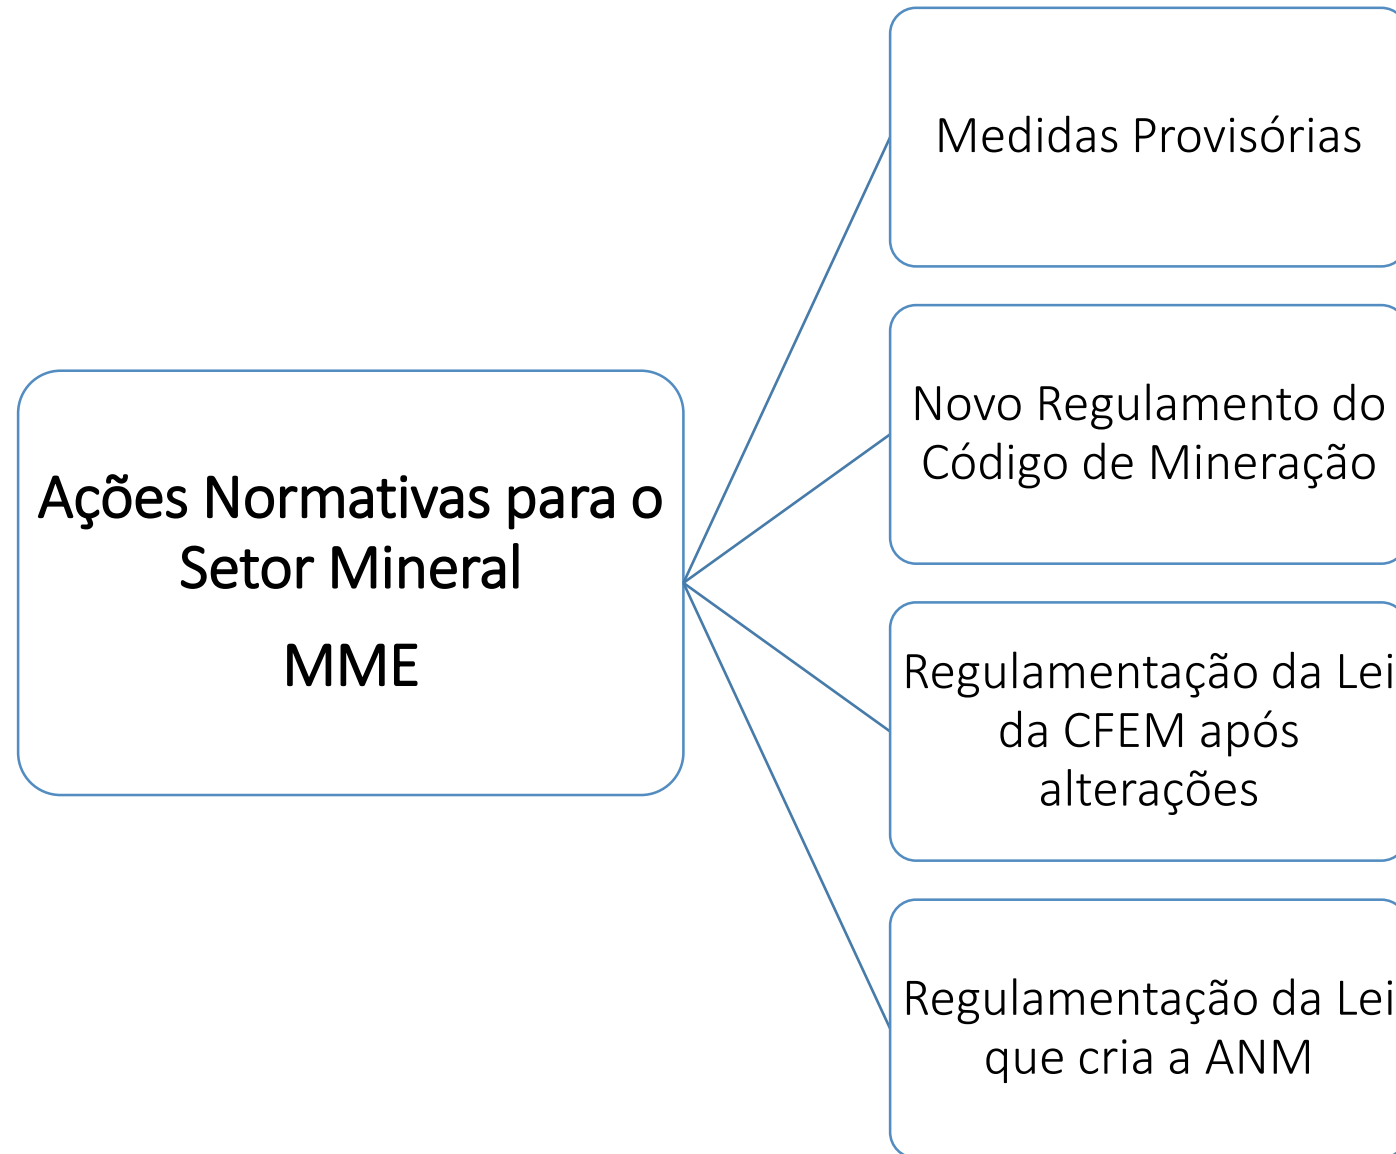 Ações Normativas para o
Setor Mineral
MME
Medidas Provisórias
Novo Regulamento do
Código de Mineração
Regulamentação da Lei
da CFEM após
alterações
Regulamentação da Lei
que cria a ANM